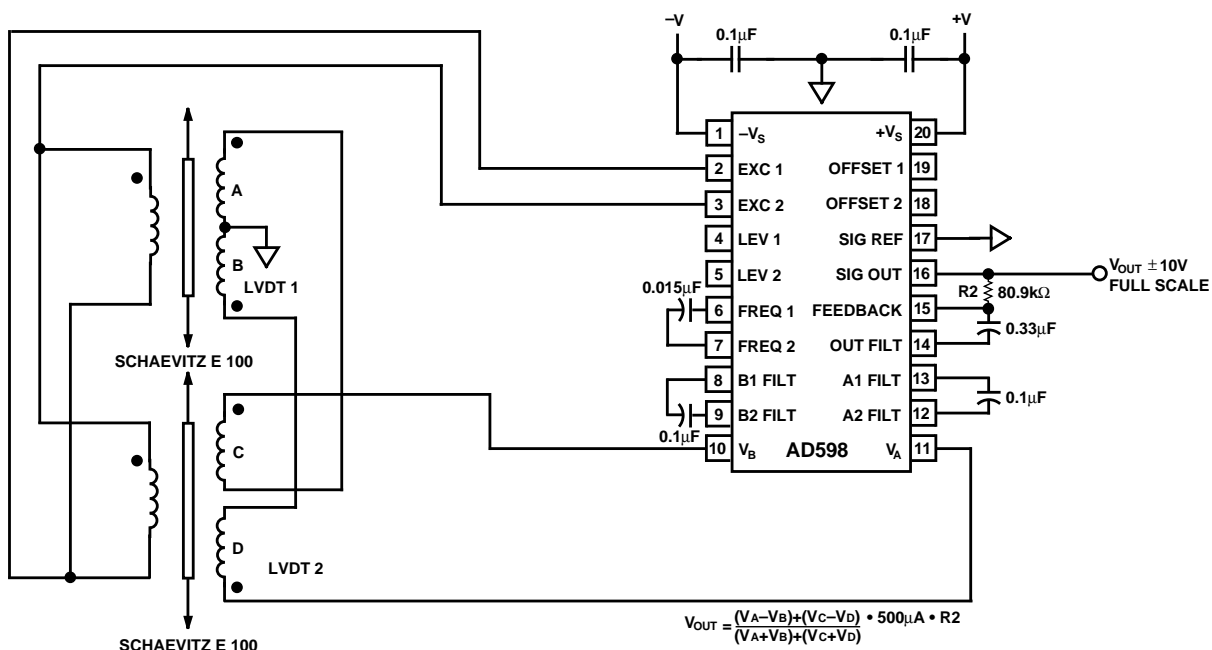 –V
+V
0.1μF
0.1μF
1 –VS
+VS 20
2 EXC 1
OFFSET 1 19
3 EXC 2
OFFSET 2 18
4 LEV 1
SIG REF 17
5 LEV 2
SIG OUT 16
6 FREQ 1
FEEDBACK 15
7 FREQ 2
OUT FILT 14
8 B1 FILT
A1 FILT 13
9 B2 FILT
A2 FILT 12
10 VB
AD598
VA 11
0.015μF
0.1μF
R2 80.9kΩ
0.33μF
0.1μF
VOUT ±10V
FULL SCALE
A
B
LVDT 1
SCHAEVITZ E 100
C
D
LVDT 2
SCHAEVITZ E 100
VOUT = (VA–VB)+(VC–VD) • 500μA • R2
(VA+VB)+(VC+VD)